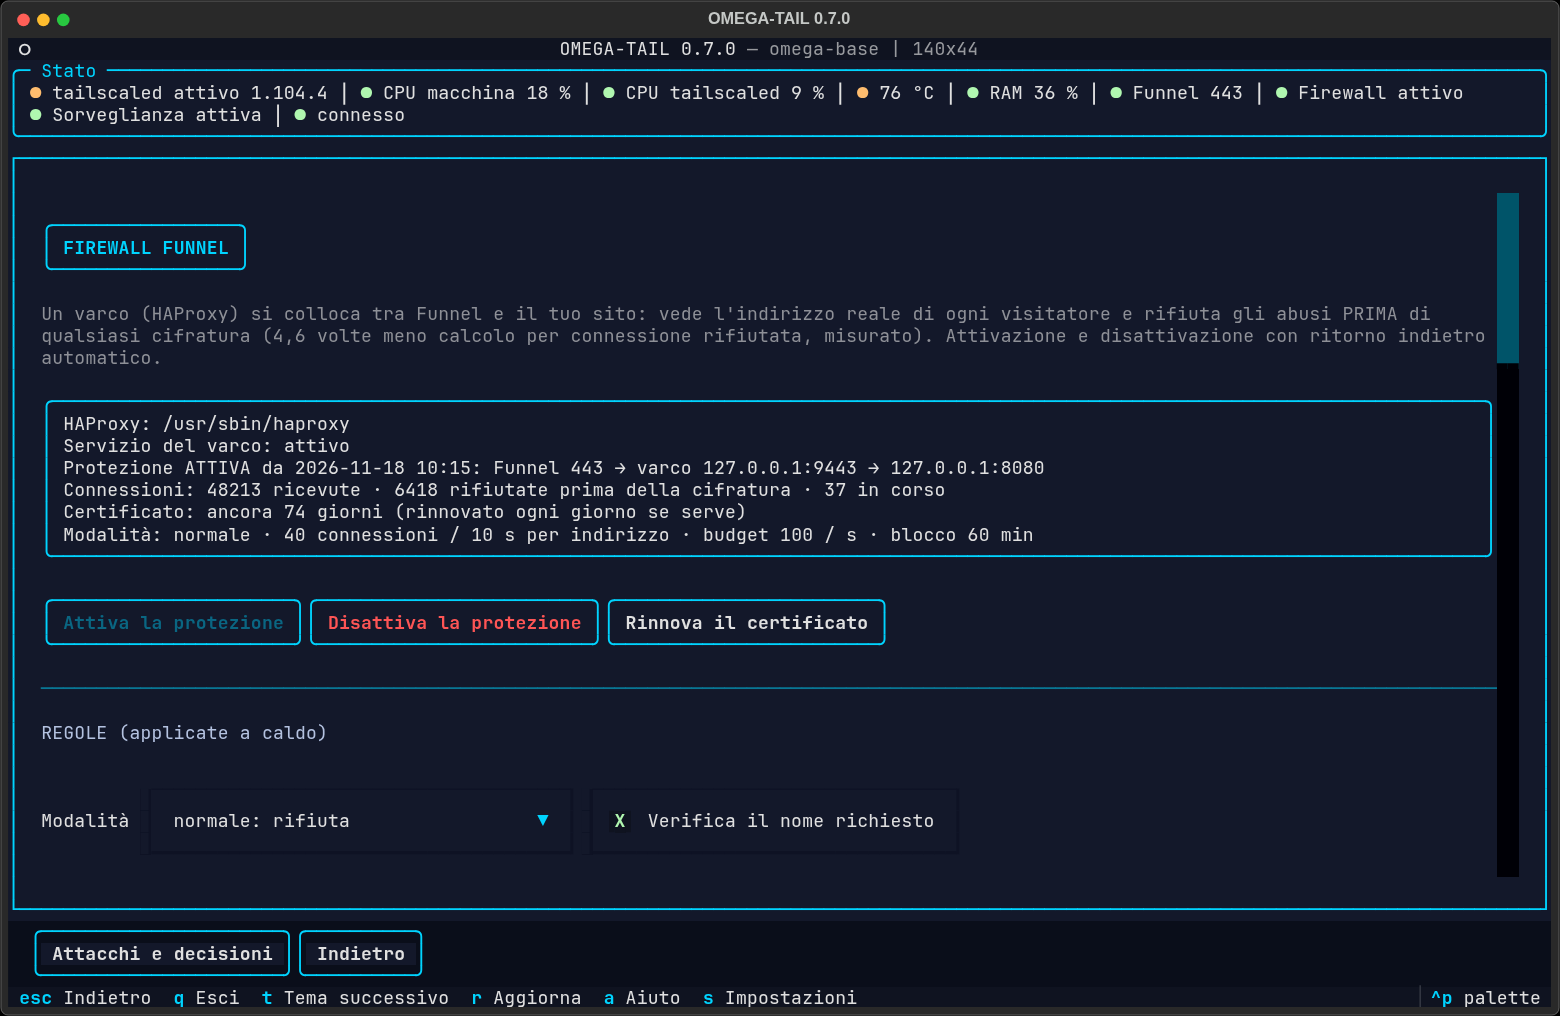 OMEGA-TAIL 0.7.0
OMEGA-TAIL 0.7.0 — omega-base | 140x44
Stato
● tailscaled attivo 1.104.4 │ ● CPU macchina 18 % │ ● CPU tailscaled 9 % │ ● 76 °C │ ● RAM 36 % │ ● Funnel 443 │ ● Firewall attivo
● Sorveglianza attiva │ ● connesso
FIREWALL FUNNEL
Un varco (HAProxy) si colloca tra Funnel e il tuo sito: vede l'indirizzo reale di ogni visitatore e rifiuta gli abusi PRIMA di
qualsiasi cifratura (4,6 volte meno calcolo per connessione rifiutata, misurato). Attivazione e disattivazione con ritorno indietro
automatico.
HAProxy: /usr/sbin/haproxy
Servizio del varco: attivo
Protezione ATTIVA da 2026-11-18 10:15: Funnel 443 → varco 127.0.0.1:9443 → 127.0.0.1:8080
Connessioni: 48213 ricevute · 6418 rifiutate prima della cifratura · 37 in corso
Certificato: ancora 74 giorni (rinnovato ogni giorno se serve)
Modalità: normale · 40 connessioni / 10 s per indirizzo · budget 100 / s · blocco 60 min
Attiva la protezione Disattiva la protezione Rinnova il certificato
REGOLE (applicate a caldo)
Modalità normale: rifiuta ▼ X Verifica il nome richiesto
Attacchi e decisioni Indietro
esc Indietro q Esci t Tema successivo r Aggiorna a Aiuto s Impostazioni ^p palette